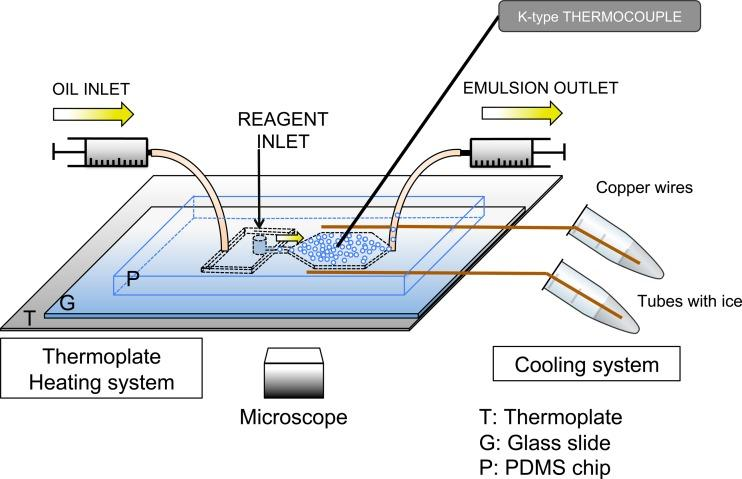 K-type THERMOCOUPLE
OIL INLET
EMULSION OUTLET
REAGENT
INLET
Copper wires
P
G
T
Tubes with ice
Thermoplate
Heating system
Cooling system
Microscope
T: Thermoplate
G: Glass slide
P: PDMS chip